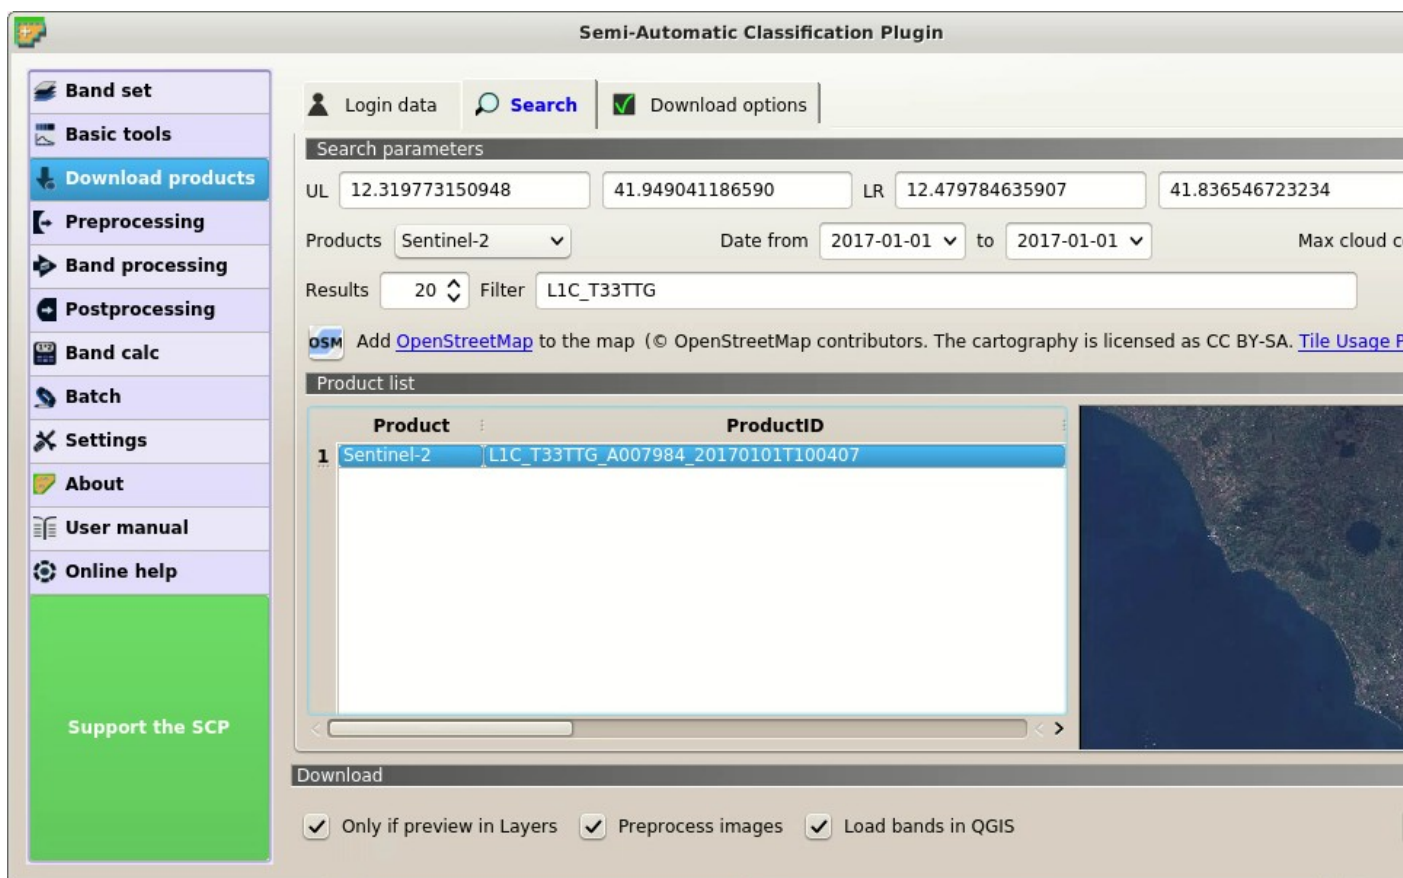 Semi-Automatic Classification Plugin
Band set
Basic tools
Download products
Preprocessing
Band processing
Postprocessing
Band calc
Batch
Settings
About
User manual
Online help
Support the SCP
Login data Search Download options
Search parameters
UL 12.319773150948 41.949041186590 LR 12.479784635907 41.836546723234
Products Sentinel-2 Date from 2017-01-01 to 2017-01-01 Max cloud c
Results 20 Filter L1C_T33TTG
OSM Add OpenStreetMap to the map (© OpenStreetMap contributors. The cartography is licensed as CC BY-SA. Tile Usage P
Product list
Product ProductID
1 Sentinel-2 L1C_T33TTG_A007984_20170101T100407
Download
Only if preview in Layers Preprocess images Load bands in QGIS